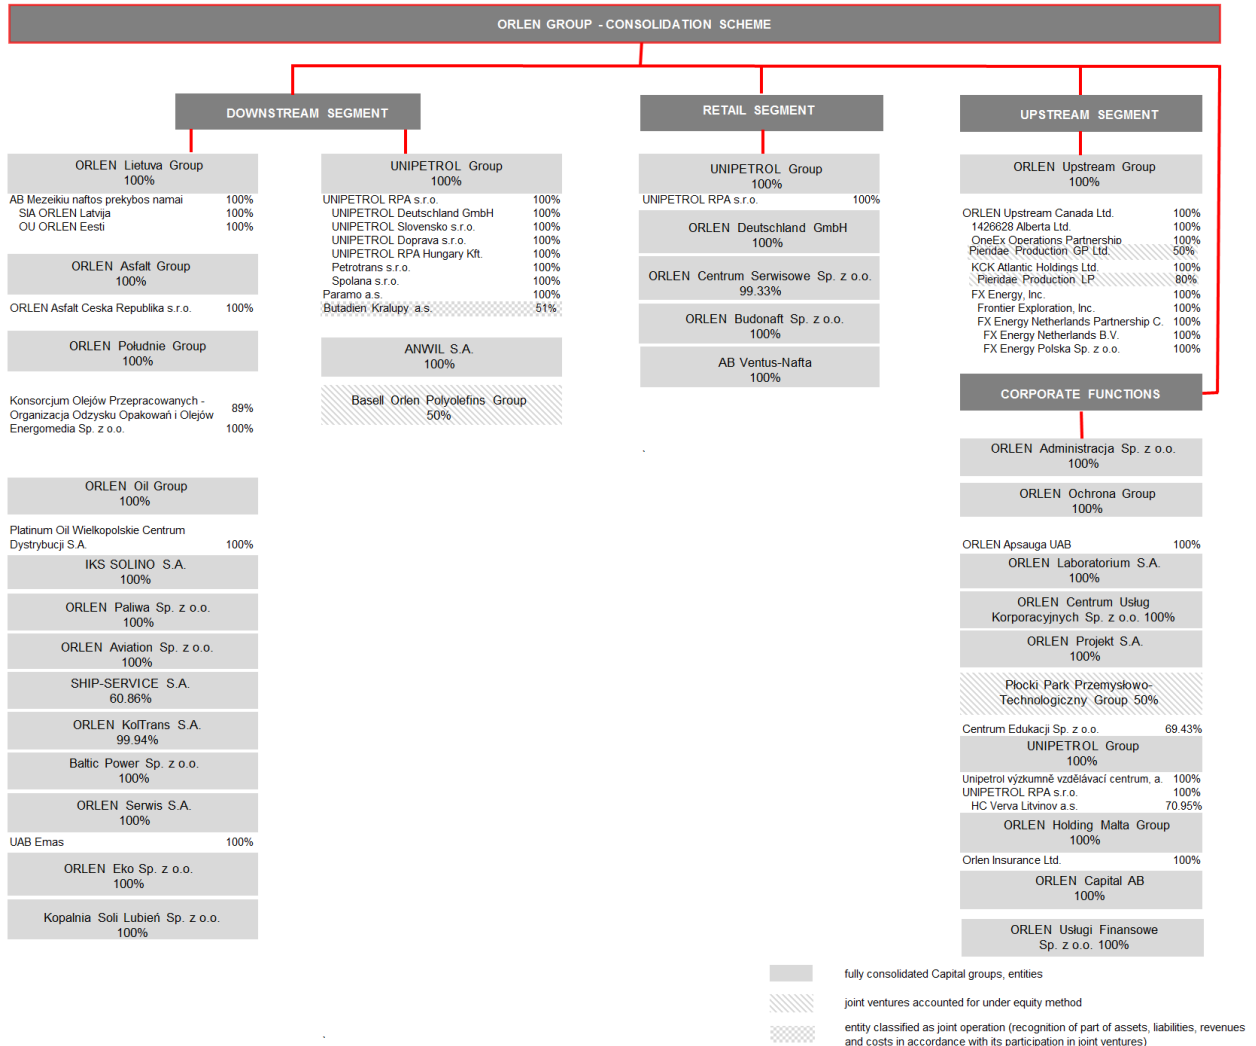 ORLEN GROUP - CONSOLIDATION SCHEME
DOWNSTREAM SEGMENT
ORLEN Lietuva Group
100%
AB Mezeikiu naftos prekybos namai 100%
SIA ORLEN Latvija 100%
OU ORLEN Eesti 100%
ORLEN Asfalt Group
100%
ORLEN Asfalt Ceska Republika s.r.o. 100%
ORLEN Południe Group
100%
Konsorcjum Olejów Przepracowanych -
Organizacja Odzysku Opakowań i Olejów 89%
Energomedia Sp. z o.o. 100%
ORLEN Oil Group
100%
Platinum Oil Wielkopolskie Centrum
Dystrybucji S.A. 100%
IKS SOLINO S.A.
100%
ORLEN Paliwa Sp. z o.o.
100%
ORLEN Aviation Sp. z o.o.
100%
SHIP-SERVICE S.A.
60.86%
ORLEN KolTrans S.A.
99.94%
Baltic Power Sp. z o.o.
100%
ORLEN Serwis S.A.
100%
UAB Emas 100%
ORLEN Eko Sp. z o.o.
100%
Kopalnia Soli Lubień Sp. z o.o.
100%
UNIPETROL Group
100%
UNIPETROL RPA s.r.o. 100%
UNIPETROL Deutschland GmbH 100%
UNIPETROL Slovensko s.r.o. 100%
UNIPETROL Doprava s.r.o. 100%
UNIPETROL RPA Hungary Kft. 100%
Petrotrans s.r.o. 100%
Spolana s.r.o. 100%
Paramo a.s. 100%
Butadien Kralupy a.s. 51%
ANWIL S.A.
100%
Basell Orlen Polyolefins Group
50%
RETAIL SEGMENT
UNIPETROL Group
100%
UNIPETROL RPA s.r.o. 100%
ORLEN Deutschland GmbH
100%
ORLEN Centrum Serwisowe Sp. z o.o.
99.33%
ORLEN Budonaft Sp. z o.o.
100%
AB Ventus-Nafta
100%
UPSTREAM SEGMENT
ORLEN Upstream Group
100%
ORLEN Upstream Canada Ltd. 100%
1426628 Alberta Ltd. 100%
OneEx Operations Partnership 100%
Pieridae Production GP Ltd. 50%
KCK Atlantic Holdings Ltd. 100%
Pieridae Production LP 80%
FX Energy, Inc. 100%
Frontier Exploration, Inc. 100%
FX Energy Netherlands Partnership C. 100%
FX Energy Netherlands B.V. 100%
FX Energy Polska Sp. z o.o. 100%
CORPORATE FUNCTIONS
ORLEN Administracja Sp. z o.o.
100%
ORLEN Ochrona Group
100%
ORLEN Apsauga UAB 100%
ORLEN Laboratorium S.A.
100%
ORLEN Centrum Usług
Korporacyjnych Sp. z o.o. 100%
ORLEN Projekt S.A.
100%
Płocki Park Przemysłowo-
Technologiczny Group 50%
Centrum Edukacji Sp. z o.o. 69.43%
UNIPETROL Group
100%
Unipetrol výzkumně vzdělávací centrum, a. 100%
UNIPETROL RPA s.r.o. 100%
HC Verva Litvinov a.s. 70.95%
ORLEN Holding Malta Group
100%
Orlen Insurance Ltd. 100%
ORLEN Capital AB
100%
ORLEN Usługi Finansowe
Sp. z o.o. 100%
fully consolidated Capital groups, entities
joint ventures accounted for under equity method
entity classified as joint operation (recognition of part of assets, liabilities, revenues
and costs in accordance with its participation in joint ventures)